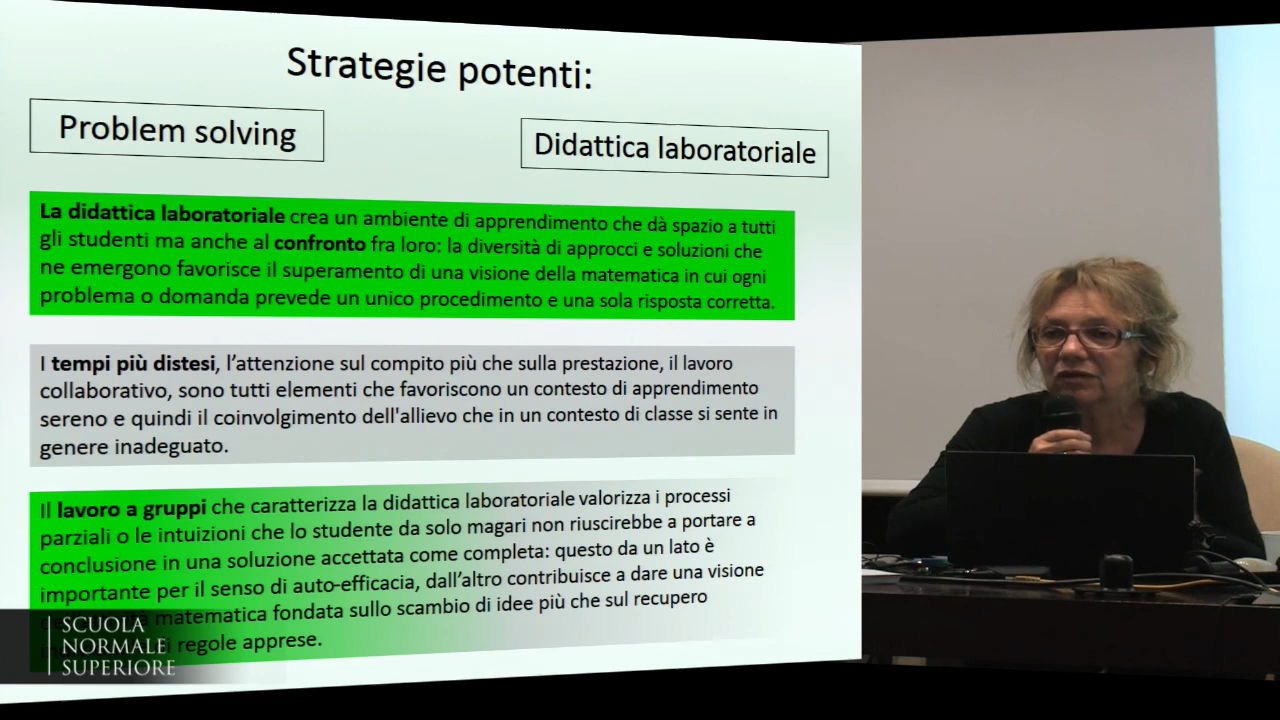 Strategie potenti:
Problem solving
Didattica laboratoriale
La didattica laboratoriale crea un ambiente di apprendimento che dà spazio a tutti
gli studenti ma anche al confronto fra loro: la diversità di approcci e soluzioni che
ne emergono favorisce il superamento di una visione della matematica in cui ogni
problema o domanda prevede un unico procedimento e una sola risposta corretta.
I tempi più distesi, l’attenzione sul compito più che sulla prestazione, il lavoro
collaborativo, sono tutti elementi che favoriscono un contesto di apprendimento
sereno e quindi il coinvolgimento dell'allievo che in un contesto di classe si sente in
genere inadeguato.
Il lavoro a gruppi che caratterizza la didattica laboratoriale valorizza i processi
parziali o le intuizioni che lo studente da solo magari non riuscirebbe a portare a
conclusione in una soluzione accettata come completa: questo da un lato è
importante per il senso di auto-efficacia, dall’altro contribuisce a dare una visione
matematica fondata sullo scambio di idee più che sul recupero
regole apprese.
SCUOLA
NORMALE
SUPERIORE